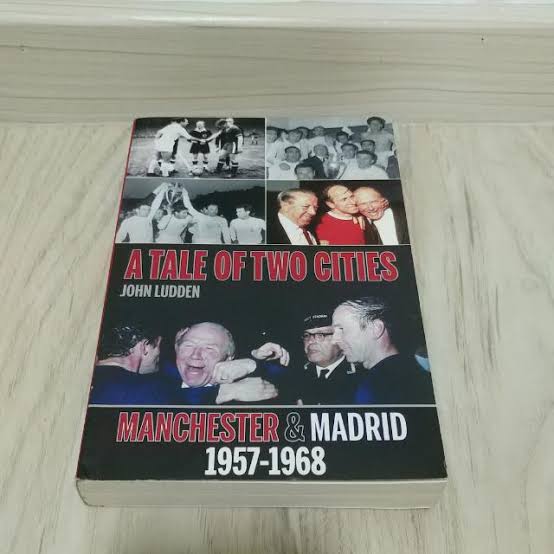 A TALE OF TWO CITIES
JOHN LUDDEN
MANCHESTER & MADRID
1957-1968